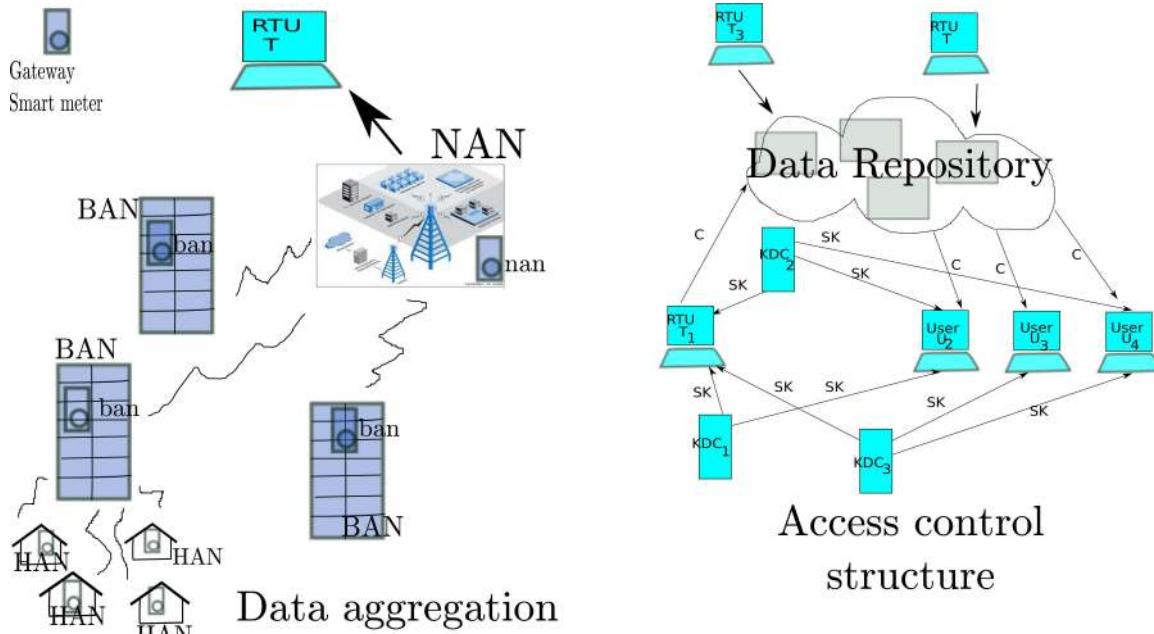 Gateway
Smart meter
RTU
T
NAN
nan
BAN
ban
BAN
ban
ban
BAN
HAN
HAN
HAN
HAN
Data aggregation
RTU
T3
RTU
T
Data Repository
C
KDC2
SK
SK
SK
C
C
C
RTU
T1
User
U2
User
U3
User
U4
SK
SK
SK
SK
SK
KDC1
KDC3
Access control
structure